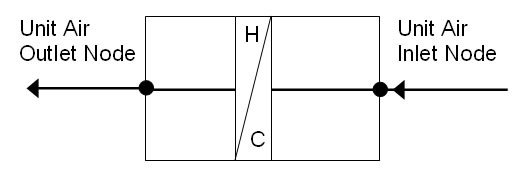 Unit Air
Outlet Node
H
C
Unit Air
Inlet Node